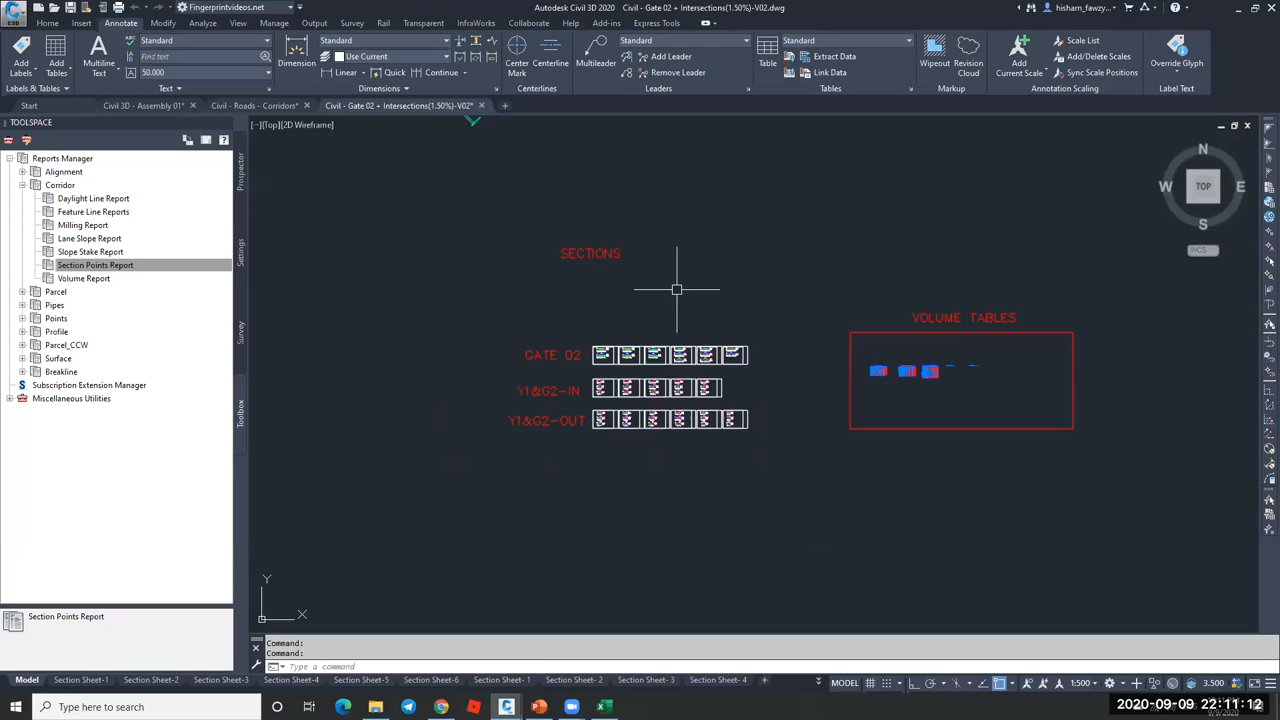 Fingerprintvideos.net
Autodesk Civil 3D 2020 Civil - Gate 02 + Intersections(1.50%)-V02.dwg
hisham_fawzy...
C3D
Home Insert Annotate Modify Analyze View Manage Output Survey Rail Transparent InfraWorks Collaborate Help Add-ins Express Tools
Add Labels
Add Tables
Labels & Tables
Multiline Text
Standard
Find text
50.000
Text
Dimension
Standard
Use Current
Linear Quick Continue
Dimensions
Center Mark
Centerline
Centerlines
Multileader
Standard
Add Leader
Remove Leader
Leaders
Table
Standard
Extract Data
Link Data
Tables
Wipeout
Revision Cloud
Markup
Add Current Scale
Scale List
Add/Delete Scales
Sync Scale Positions
Annotation Scaling
Override Glyph
Label Text
Start Civil 3D - Assembly 01* Civil - Roads - Corridors* Civil - Gate 02 + Intersections(1.50%)-V02*
TOOLSPACE
[−][Top][2D Wireframe]
Reports Manager
Alignment
Corridor
Daylight Line Report
Feature Line Reports
Milling Report
Lane Slope Report
Slope Stake Report
Section Points Report
Volume Report
Parcel
Pipes
Points
Profile
Parcel_CCW
Surface
Breakline
Subscription Extension Manager
Miscellaneous Utilities
Prospector
Settings
Survey
Toolbox
SECTIONS
GATE 02
Y1&G2-IN
Y1&G2-OUT
VOLUME TABLES
N
W TOP E
S
WCS
Y
X
Section Points Report
Command:
Command:
Type a command
Model Section Sheet-1 Section Sheet-2 Section Sheet-3 Section Sheet-4 Section Sheet-5 Section Sheet-6 Section Sheet- 1 Section Sheet- 2 Section Sheet- 3 Section Sheet- 4
MODEL 1:500 3.500
Type here to search
2020-09-09 22:11:12